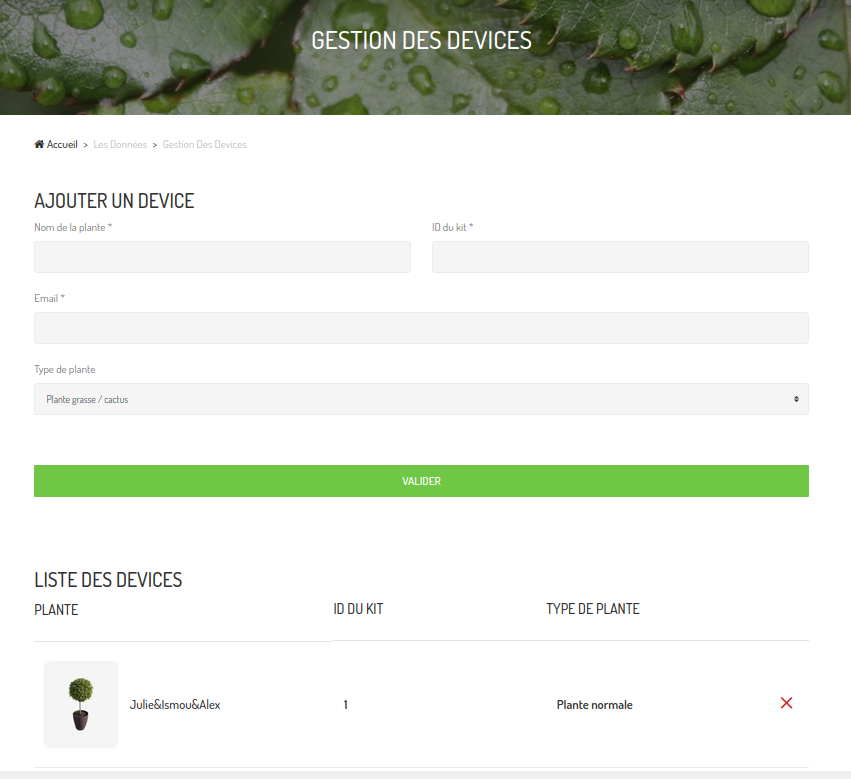 GESTION DES DEVICES
Accueil > Les Données > Gestion Des Devices
AJOUTER UN DEVICE
Nom de la plante * ID du kit *
Email *
Type de plante
Plante grasse / cactus
VALIDER
LISTE DES DEVICES
PLANTE ID DU KIT TYPE DE PLANTE
Julie&Ismou&Alex 1 Plante normale